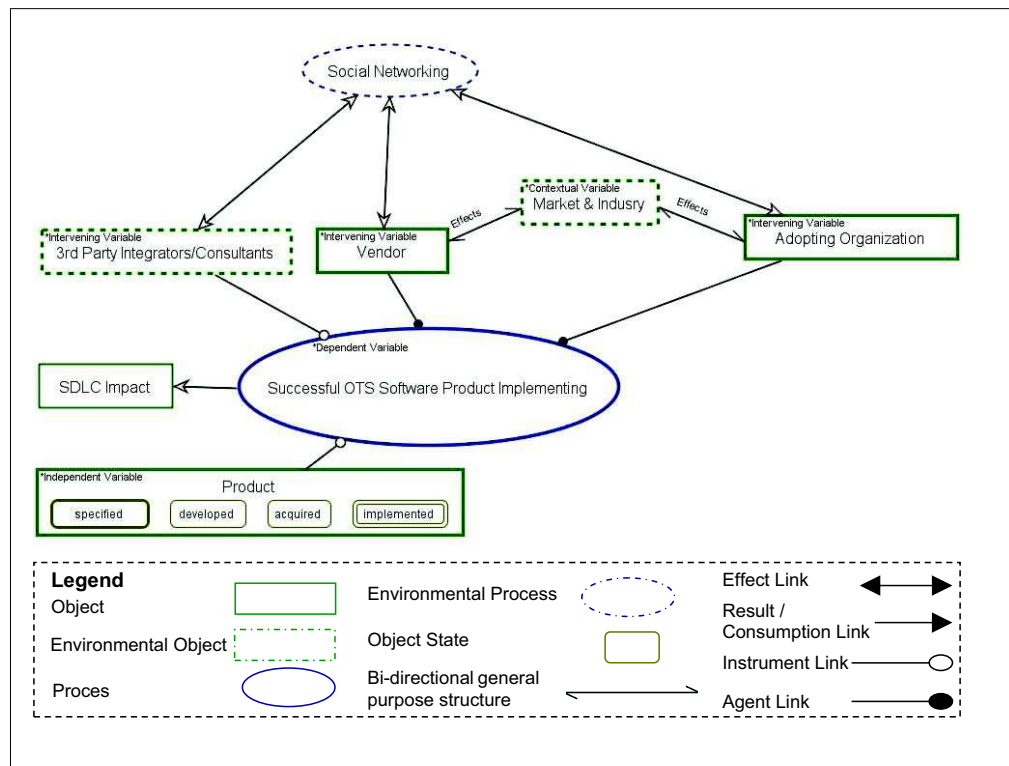 Social Networking
*Contextual Variable
Market & Indusry
Effects
Effects
*Intervening Variable
3rd Party Integrators/Consultants
*Intervening Variable
Vendor
*Intervening Variable
Adopting Organization
*Dependent Variable
Successful OTS Software Product Implementing
SDLC Impact
*Independent Variable
Product
specified
developed
acquired
implemented
Legend
Object
Environmental Object
Proces
Environmental Process
Object State
Bi-directional general
purpose structure
Effect Link
Result /
Consumption Link
Instrument Link
Agent Link